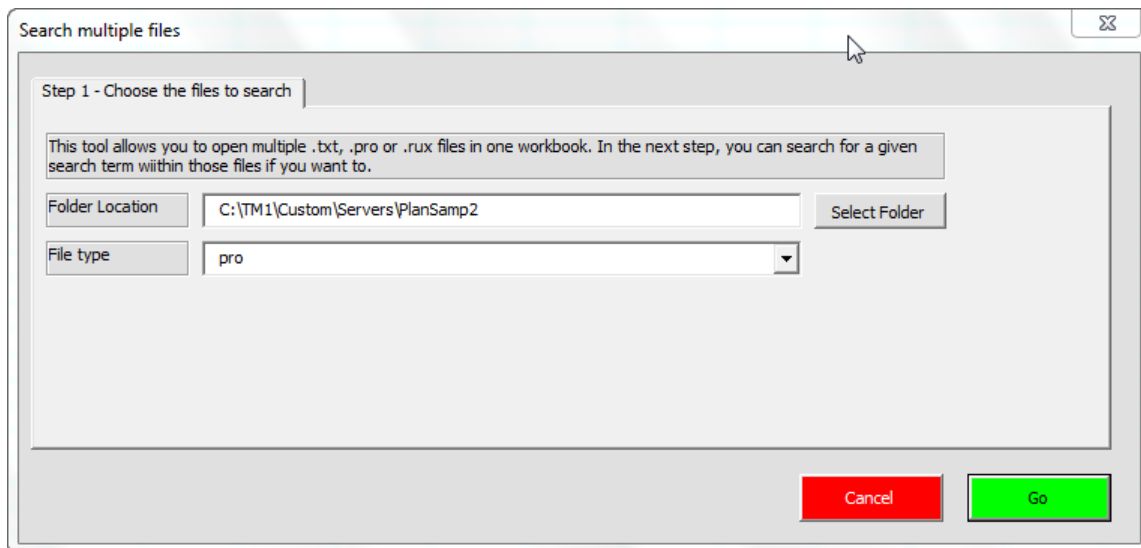 Search multiple files
Step 1 - Choose the files to search
This tool allows you to open multiple .txt, .pro or .rux files in one workbook. In the next step, you can search for a given
search term wiithin those files if you want to.
Folder Location
C:\TM1\Custom\Servers\PlanSamp2
Select Folder
File type
pro
Cancel
Go